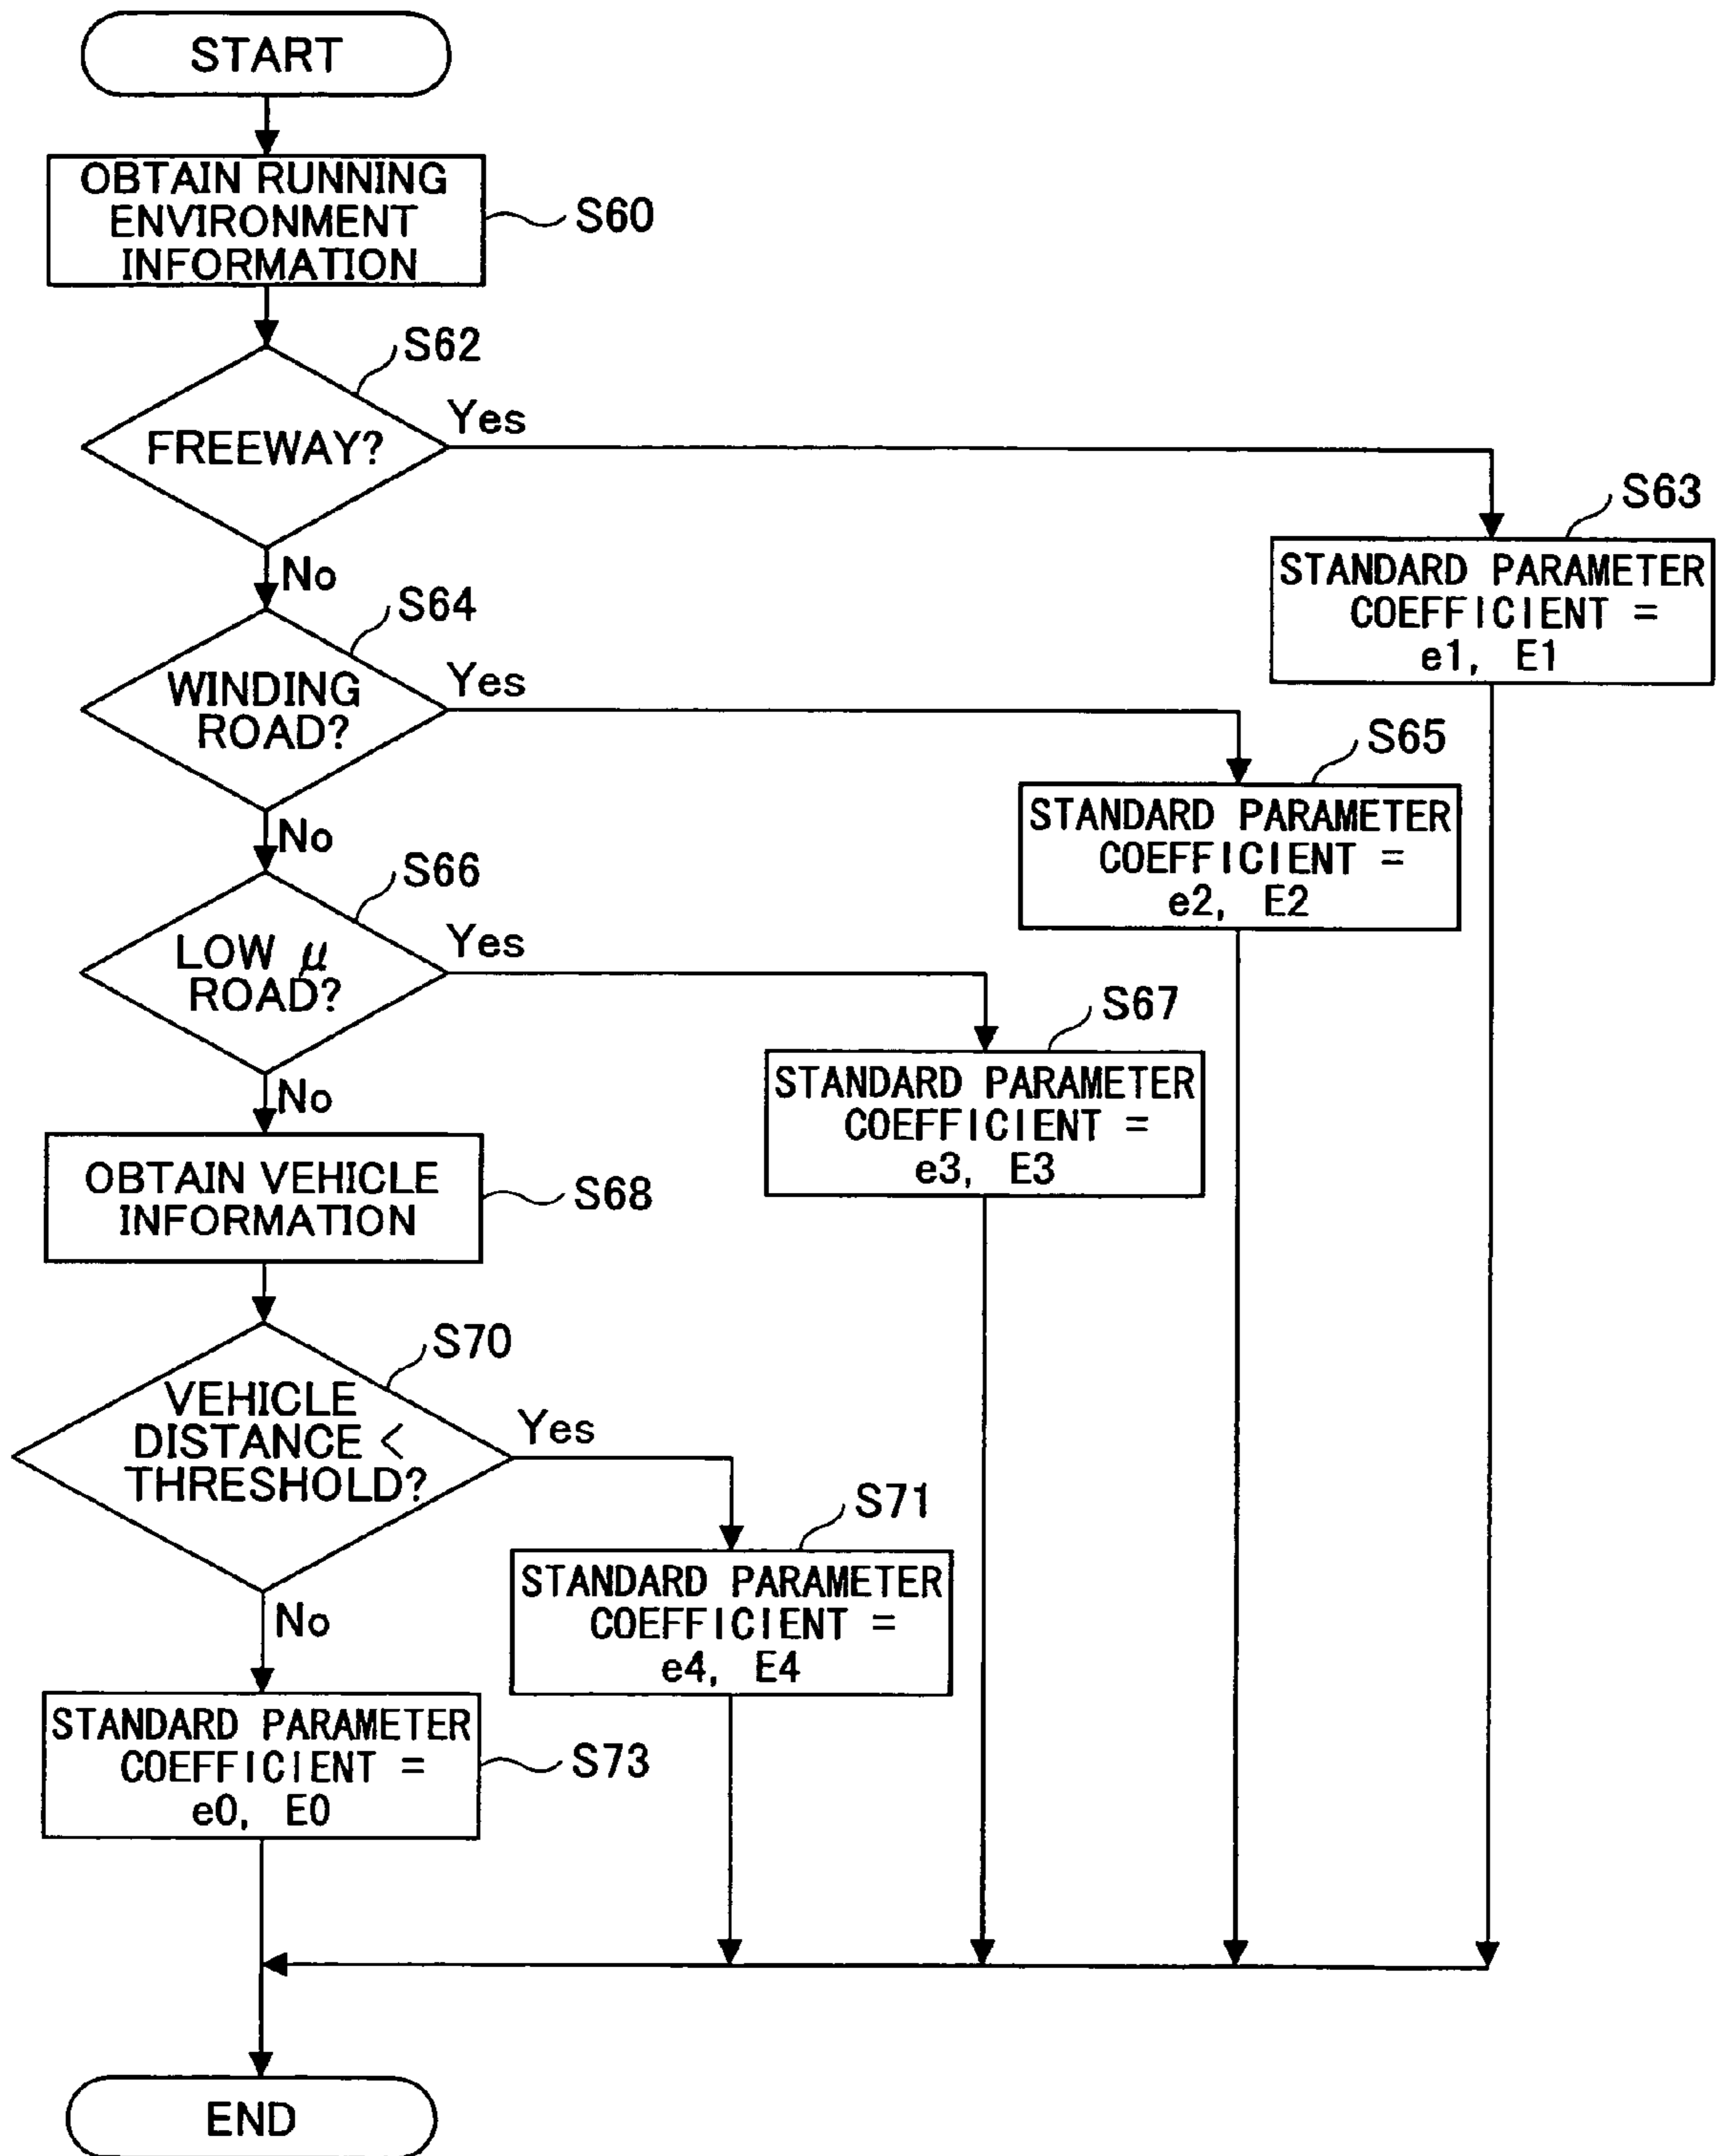 START
OBTAIN RUNNING
ENVIRONMENT
INFORMATION
S60
S62
FREEWAY?
Yes
No
S63
STANDARD PARAMETER
COEFFICIENT =
e1, E1
S64
WINDING
ROAD?
Yes
No
S65
STANDARD PARAMETER
COEFFICIENT =
e2, E2
S66
LOW μ
ROAD?
Yes
No
S67
STANDARD PARAMETER
COEFFICIENT =
e3, E3
OBTAIN VEHICLE
INFORMATION
S68
S70
VEHICLE
DISTANCE <
THRESHOLD?
Yes
No
S71
STANDARD PARAMETER
COEFFICIENT =
e4, E4
STANDARD PARAMETER
COEFFICIENT =
e0, E0
S73
END